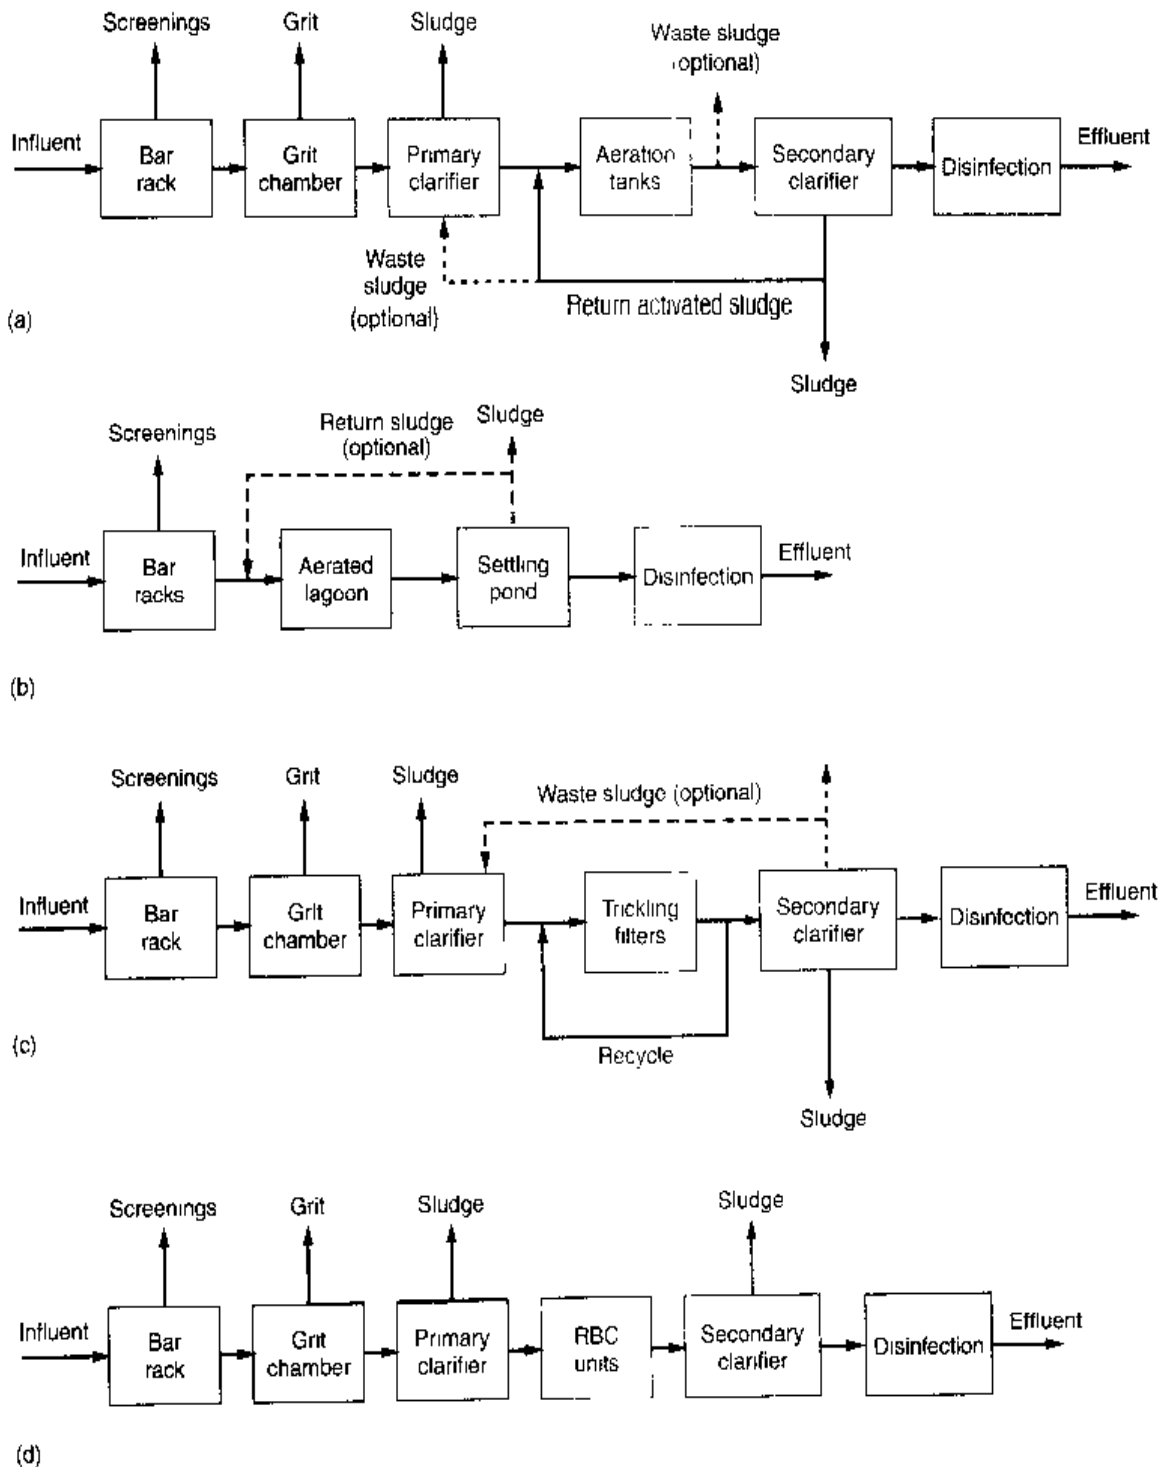 Screenings
Grit
Sludge
Waste sludge
(optional)
Influent
Bar
rack
Grit
chamber
Primary
clarifier
Aeration
tanks
Secondary
clarifier
Disinfection
Effluent
Waste
sludge
(optional)
Return activated sludge
Sludge
(a)
Screenings
Return sludge
(optional)
Sludge
Influent
Bar
racks
Aerated
lagoon
Settling
pond
Disinfection
Effluent
(b)
Screenings
Grit
Sludge
Waste sludge (optional)
Influent
Bar
rack
Grit
chamber
Primary
clarifier
Trickling
filters
Secondary
clarifier
Disinfection
Effluent
Recycle
Sludge
(c)
Screenings
Grit
Sludge
Sludge
Influent
Bar
rack
Grit
chamber
Primary
clarifier
RBC
units
Secondary
clarifier
Disinfection
Effluent
(d)